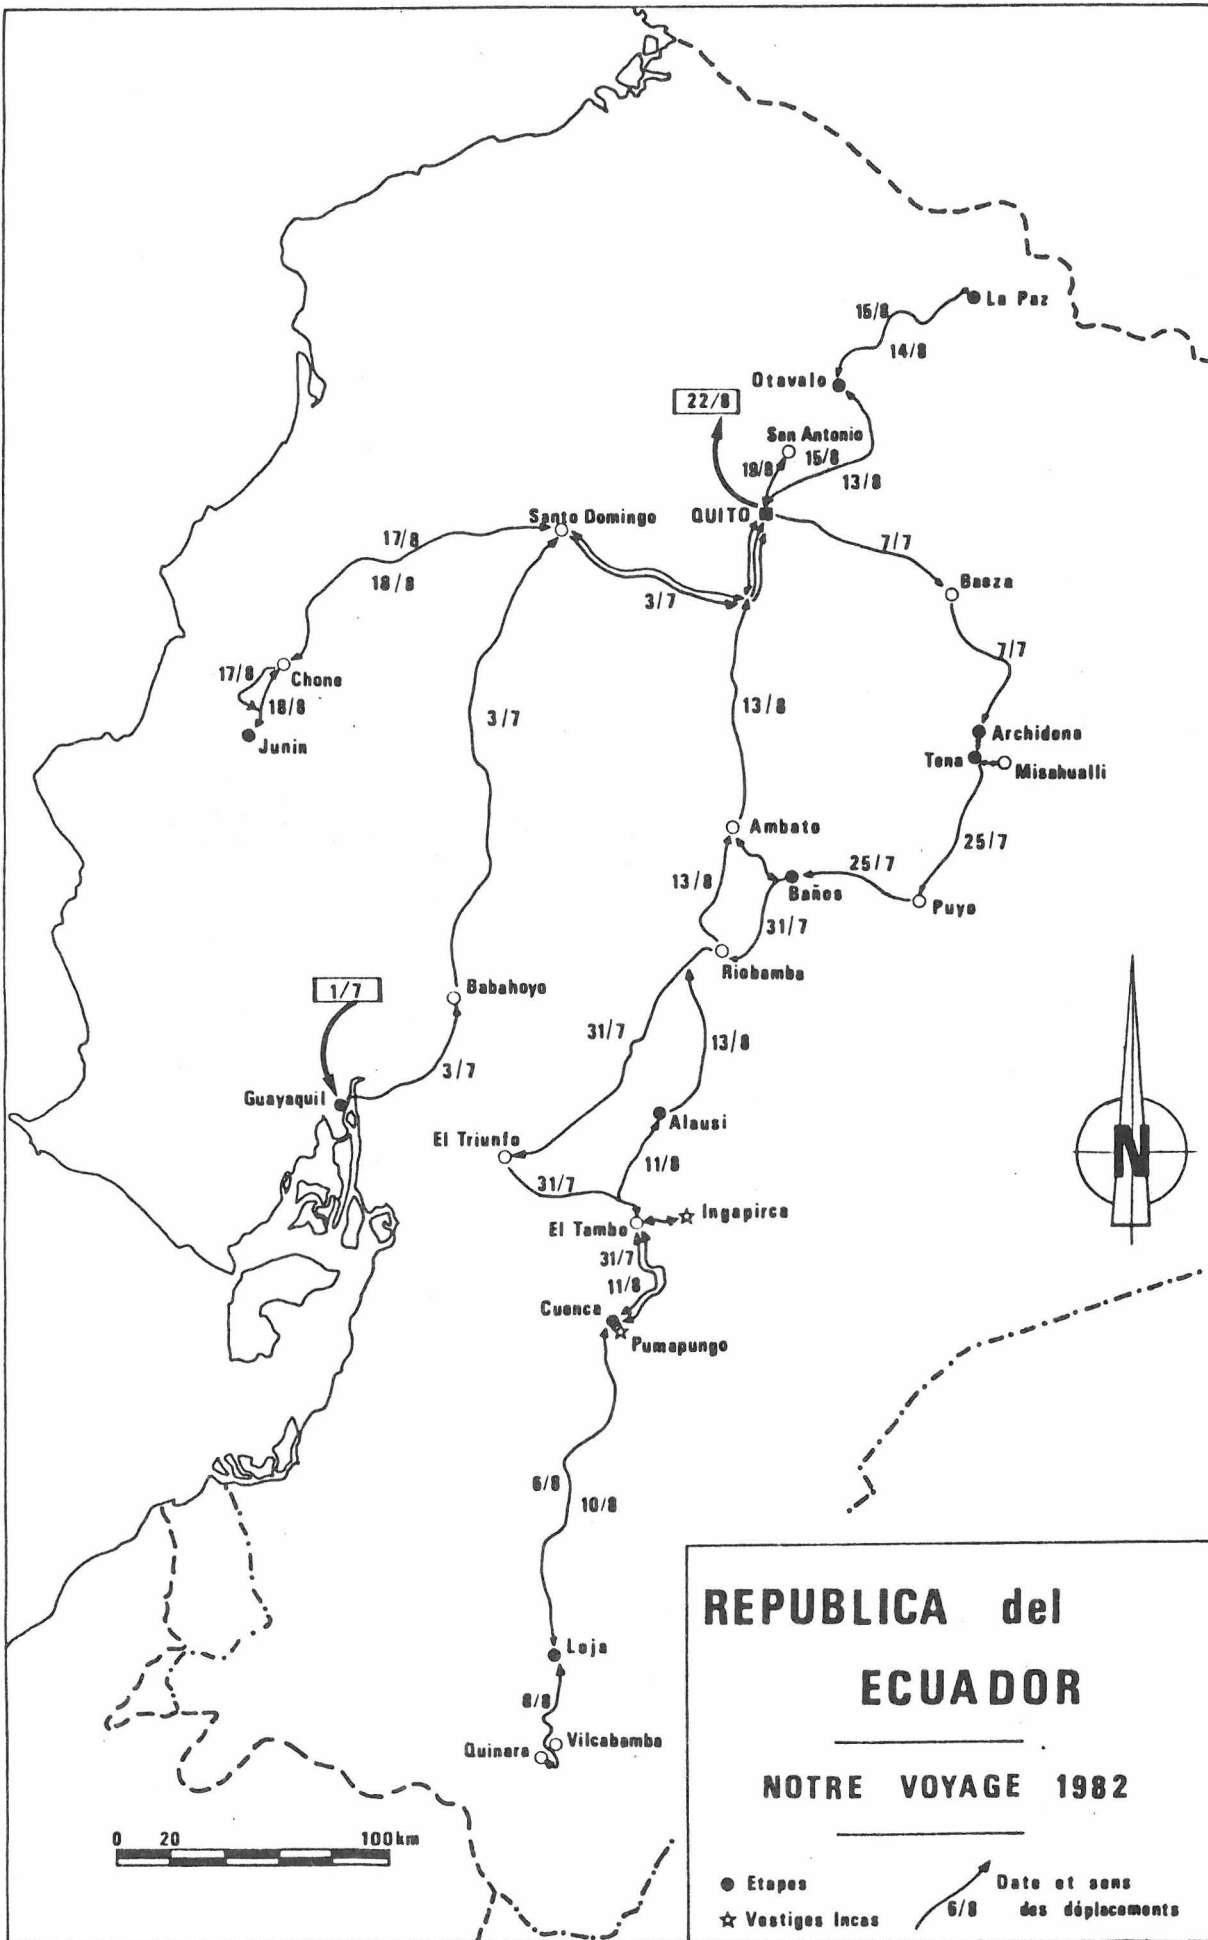 La Paz
15/8
14/8
Otavalo
22/8
San Antonio
19/8
15/8
13/8
QUITO
Santo Domingo
17/8
18/8
3/7
7/7
Baeza
7/7
17/8
Chone
18/8
Junin
3/7
13/8
Archidona
Tena
Misahualli
Ambato
25/7
25/7
13/8
Baños
Puyo
31/7
Riobamba
1/7
Babahoyo
31/7
13/8
3/7
Guayaquil
Alausi
El Triunfo
11/8
31/7
Ingapirca
El Tambo
31/7
11/8
Cuenca
Pumapungo
N
6/8
10/8
Loja
8/8
Quinara
Vilcabamba
0 20 100km
REPUBLICA del
ECUADOR
NOTRE VOYAGE 1982
Etapes
Vestiges Incas
6/8
Date et sens
des déplacements